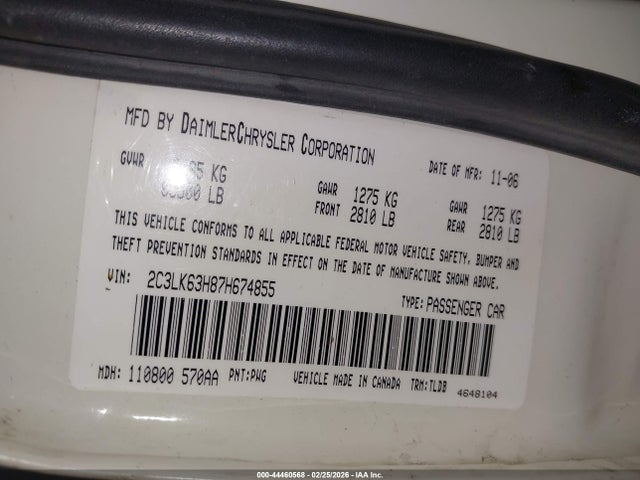 MFD BY DAIMLERCHRYSLER CORPORATION
DATE OF MFR: 11-06
GVWR KG LB
GAWR FRONT 1275 KG 2810 LB
GAWR REAR 1275 KG 2810 LB
THIS VEHICLE CONFORMS TO ALL APPLICABLE FEDERAL MOTOR VEHICLE SAFETY, BUMPER AND
THEFT PREVENTION STANDARDS IN EFFECT ON THE DATE OF MANUFACTURE SHOWN ABOVE.
VIN: 2C3LK63H87H674855
TYPE: PASSENGER CAR
MDH: 110800 570AA PNT:PWG VEHICLE MADE IN CANADA TRM:TLDB 4648104
000-44460568 - 02/25/2026 - IAA Inc.